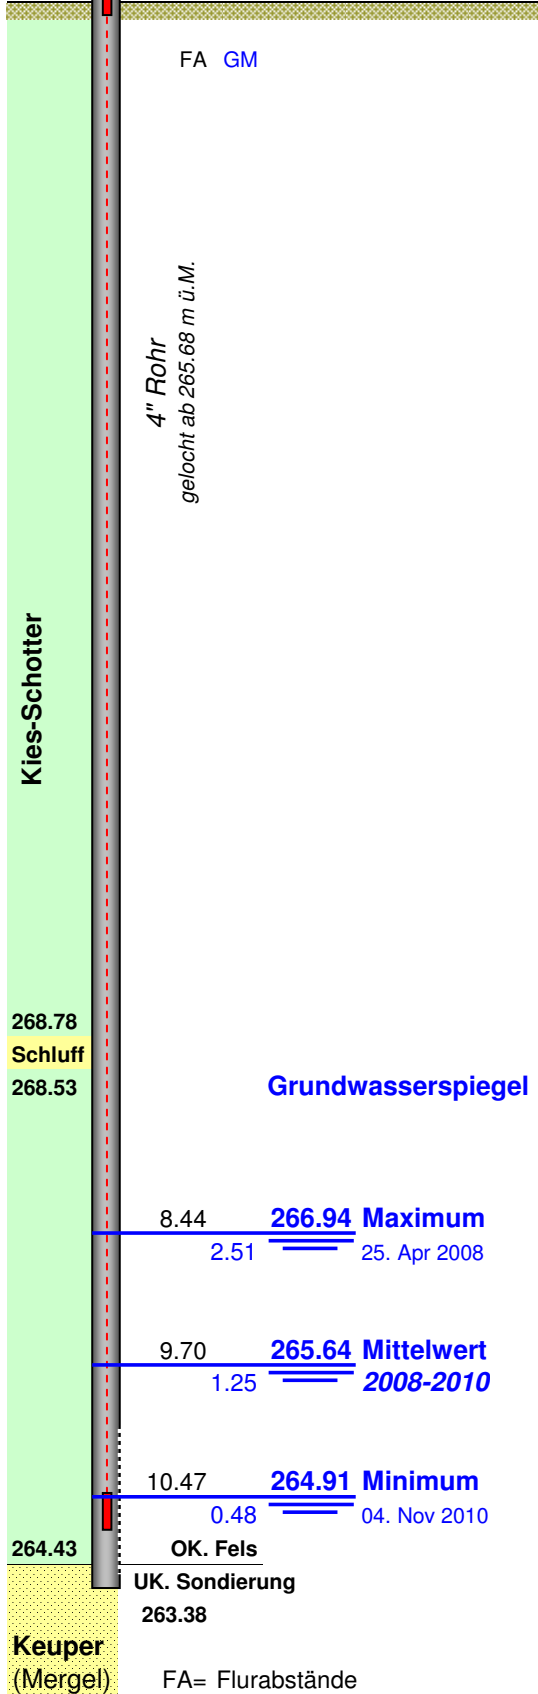 FA GM
4" Rohr
gelocht ab 265.68 m ü.M.
Kies-Schotter
268.78
Schluff
268.53
Grundwasserspiegel
8.44 266.94 Maximum
2.51 25. Apr 2008
9.70 265.64 Mittelwert
1.25 2008-2010
10.47 264.91 Minimum
0.48 04. Nov 2010
264.43 OK. Fels
UK. Sondierung
263.38
Keuper
(Mergel)
FA= Flurabstände